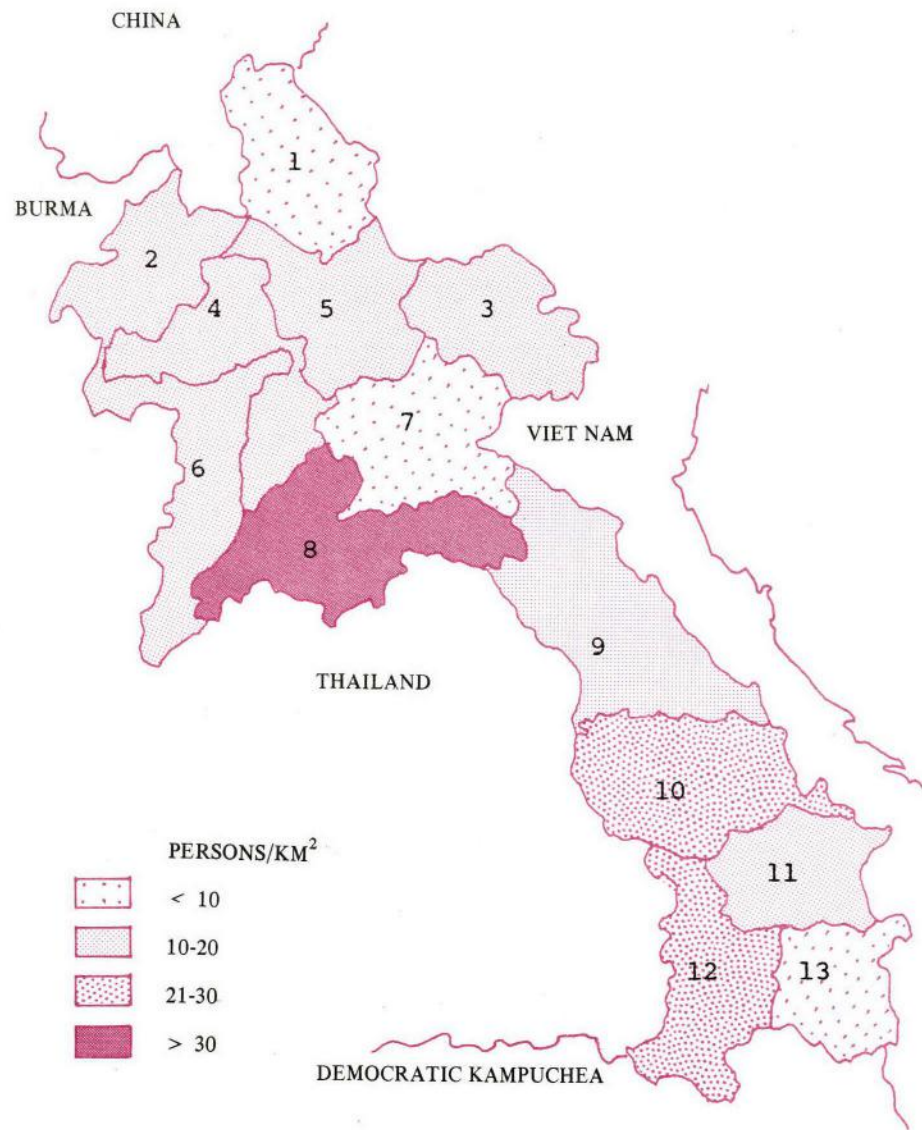 CHINA
1
BURMA
2
4
5
3
7
VIET NAM
6
8
9
THAILAND
10
PERSONS/KM²
11
< 10
10-20
12
13
21-30
> 30
DEMOCRATIC KAMPUCHEA